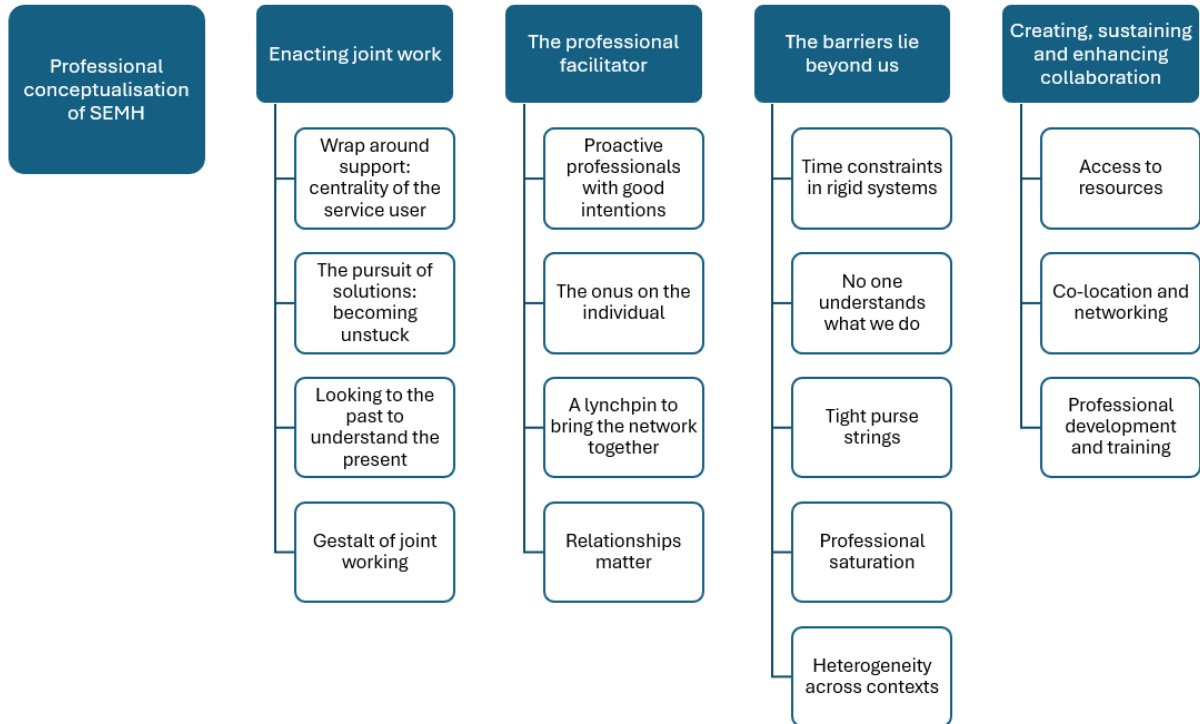 Professional
conceptualisation
of SEMH
Enacting joint work
Wrap around
support:
centrality of the
service user
The pursuit of
solutions:
becoming
unstuck
Looking to the
past to
understand the
present
Gestalt of joint
working
The professional
facilitator
Proactive
professionals
with good
intentions
The onus on the
individual
A lynchpin to
bring the network
together
Relationships
matter
The barriers lie
beyond us
Time constraints
in rigid systems
No one
understands
what we do
Tight purse
strings
Professional
saturation
Heterogeneity
across contexts
Creating, sustaining
and enhancing
collaboration
Access to
resources
Co-location and
networking
Professional
development
and training